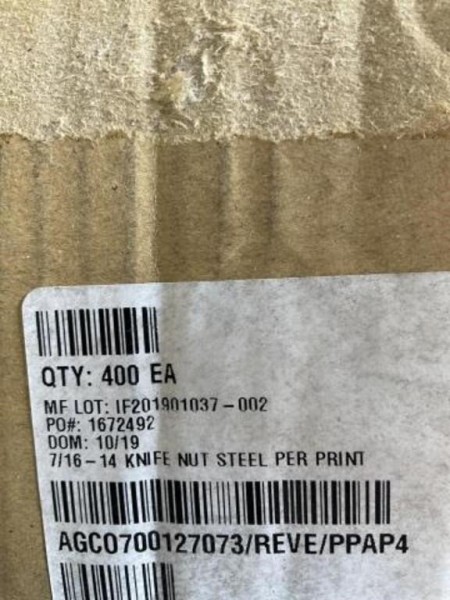 QTY: 400 EA
MF LOT: IF201901037-002
PO#: 1672492
DOM: 10/19
7/16-14 KNIFE NUT STEEL PER PRINT
AGCO700127073/REVE/PPAP4